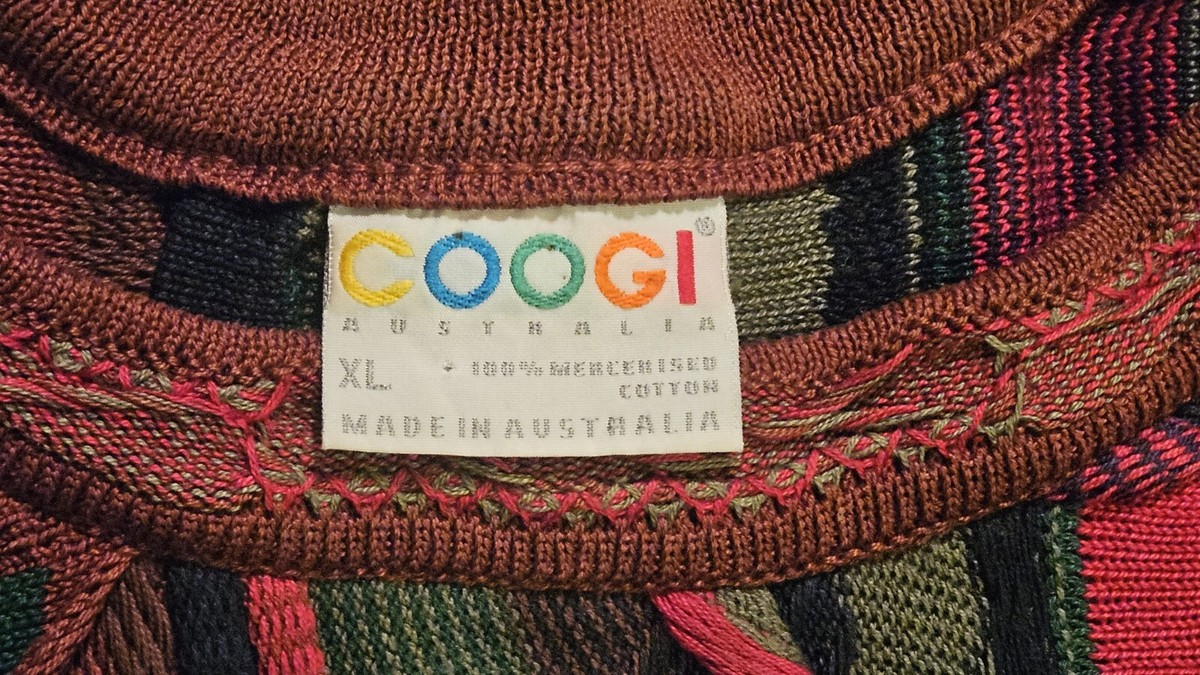 COOGI®
AUSTRALIA
XL 100% MERCERISED
COTTON
MADE IN AUSTRALIA